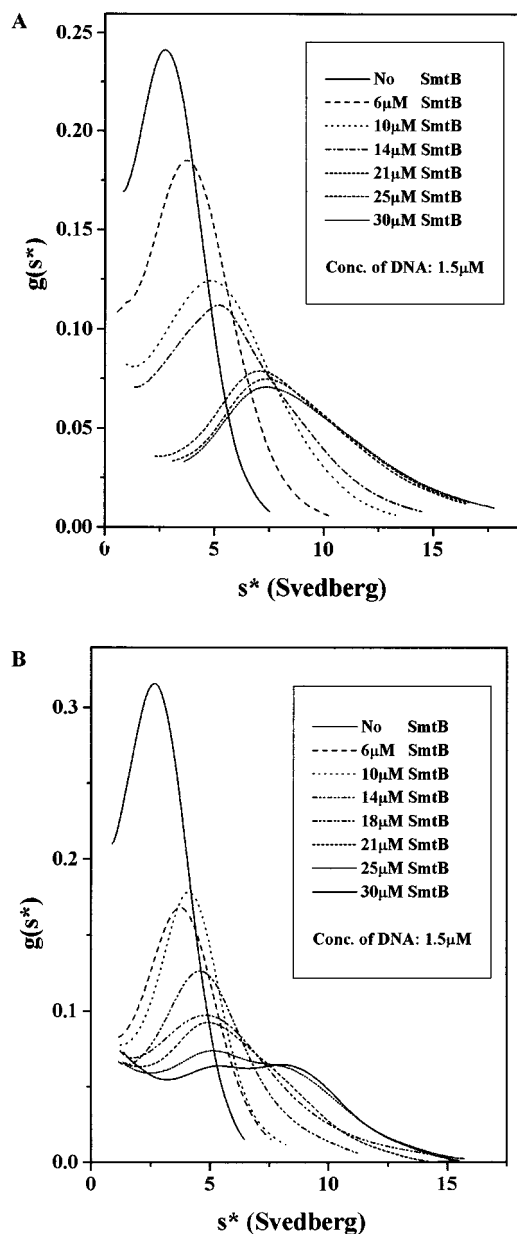 A
g(s*)
0.25
0.20
0.15
0.10
0.05
0.00
No SmtB
6μM SmtB
10μM SmtB
14μM SmtB
21μM SmtB
25μM SmtB
30μM SmtB
Conc. of DNA: 1.5μM
0 5 10 15
s* (Svedberg)
B
g(s*)
0.3
0.2
0.1
0.0
No SmtB
6μM SmtB
10μM SmtB
14μM SmtB
18μM SmtB
21μM SmtB
25μM SmtB
30μM SmtB
Conc. of DNA: 1.5μM
0 5 10 15
s* (Svedberg)